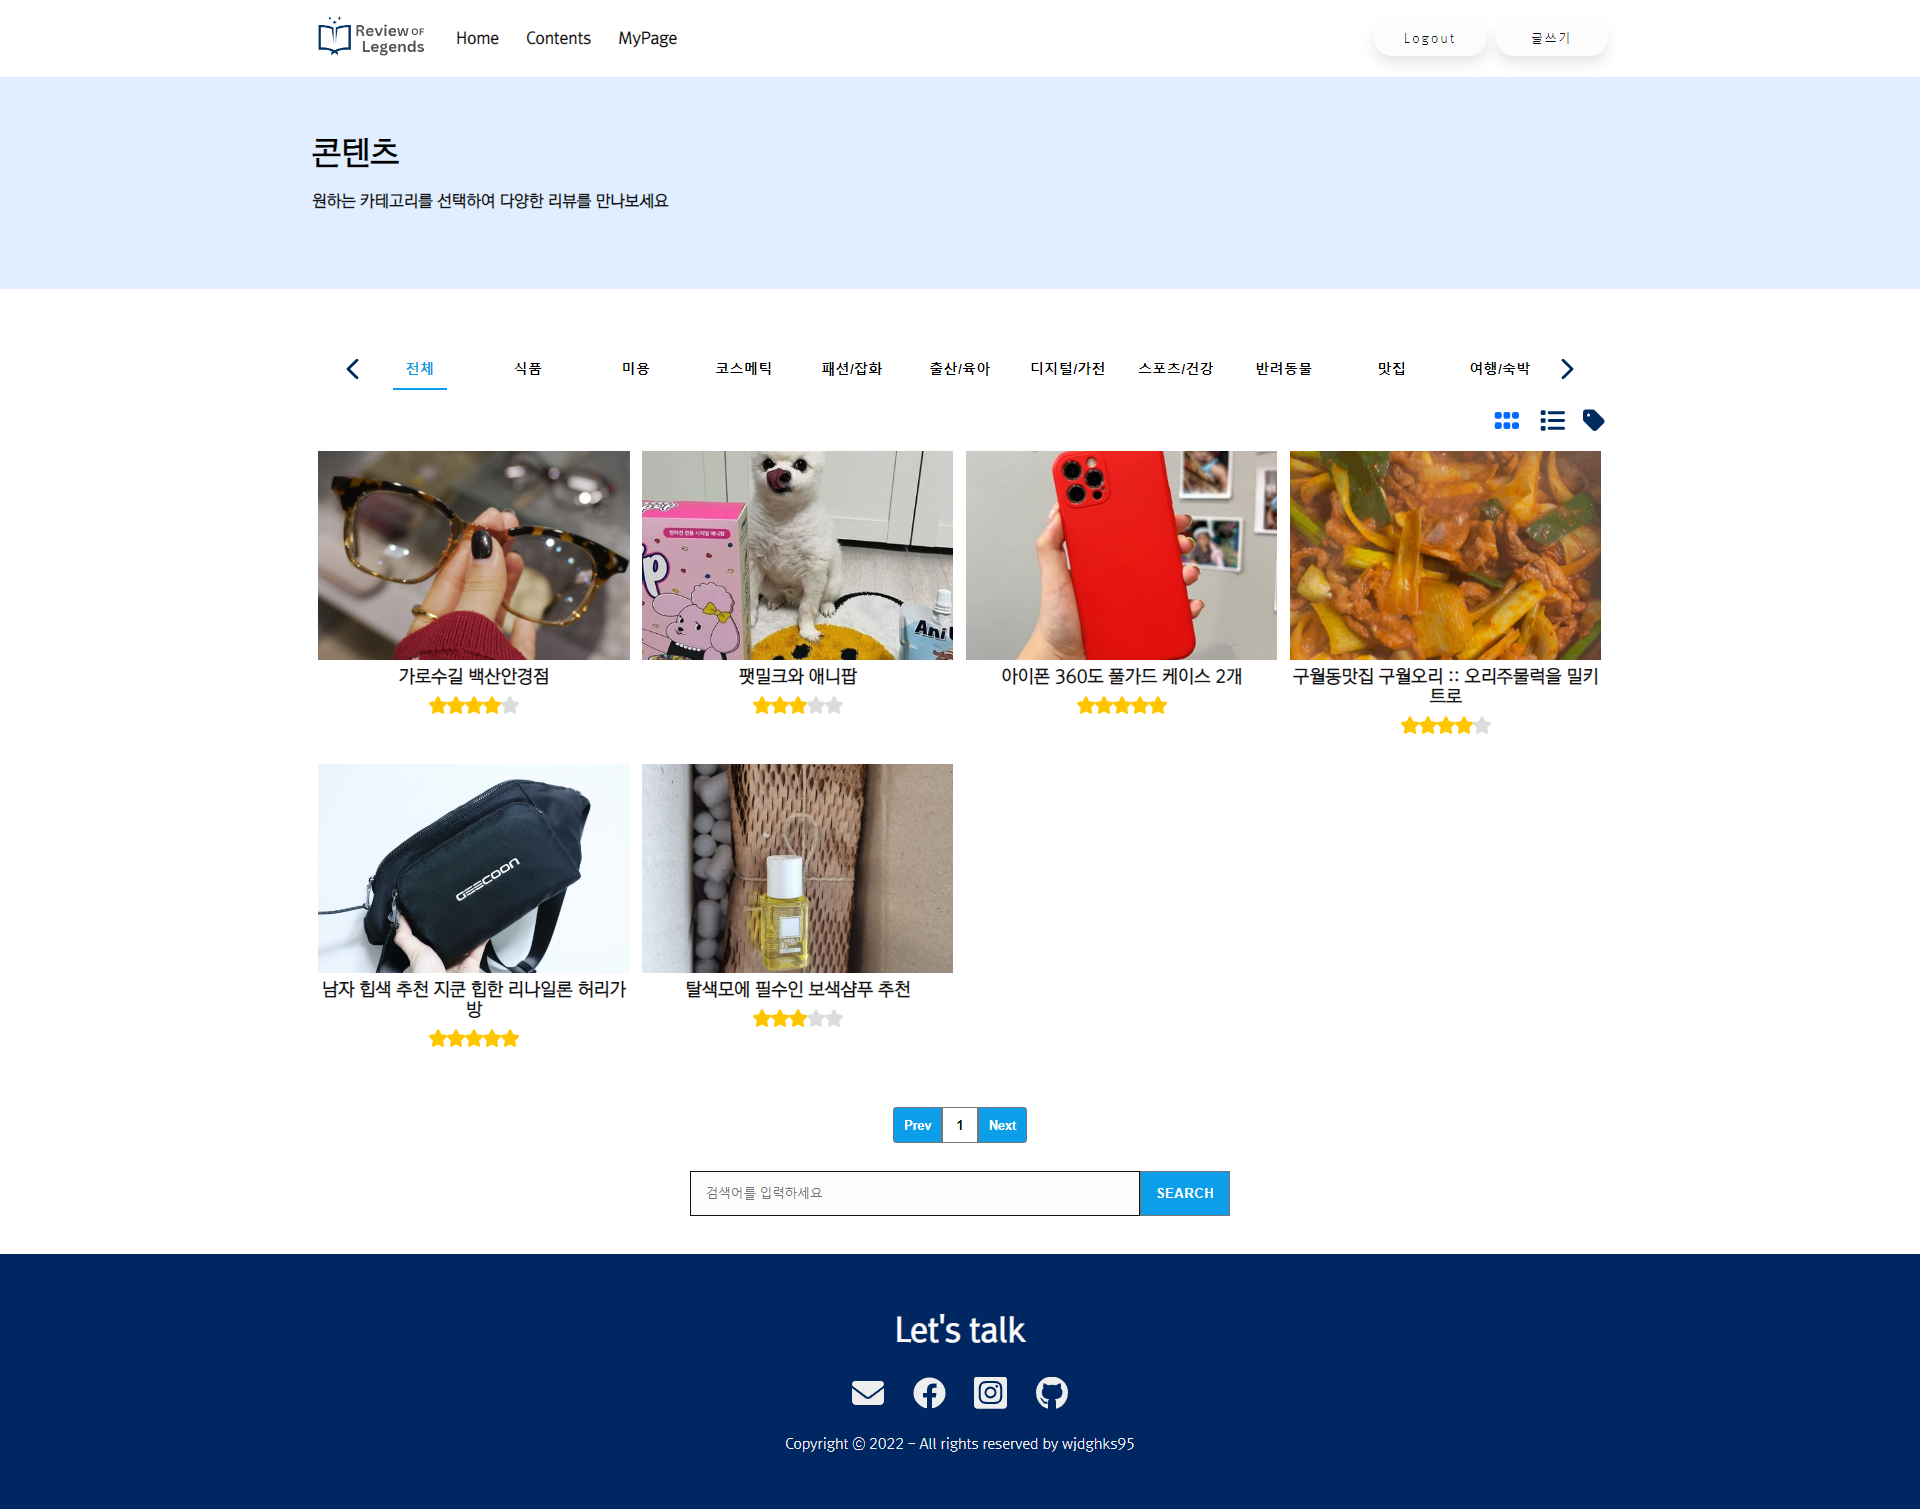 Review OF
Legends
Home
Contents
MyPage
Logout
글쓰기
콘텐츠
원하는 카테고리를 선택하여 다양한 리뷰를 만나보세요
전체
식품
미용
코스메틱
패션/잡화
출산/육아
디지털/가전
스포츠/건강
반려동물
맛집
여행/숙박
가로수길 백산안경점
팻밀크와 애니팝
아이폰 360도 풀가드 케이스 2개
구월동맛집 구월오리 :: 오리주물럭을 밀키
트로
GEECOON
남자 힙색 추천 지쿤 힙한 리나일론 허리가
방
탈색모에 필수인 보색샴푸 추천
Prev
1
Next
검색어를 입력하세요
SEARCH
Let's talk
Copyright © 2022 – All rights reserved by wjdghks95